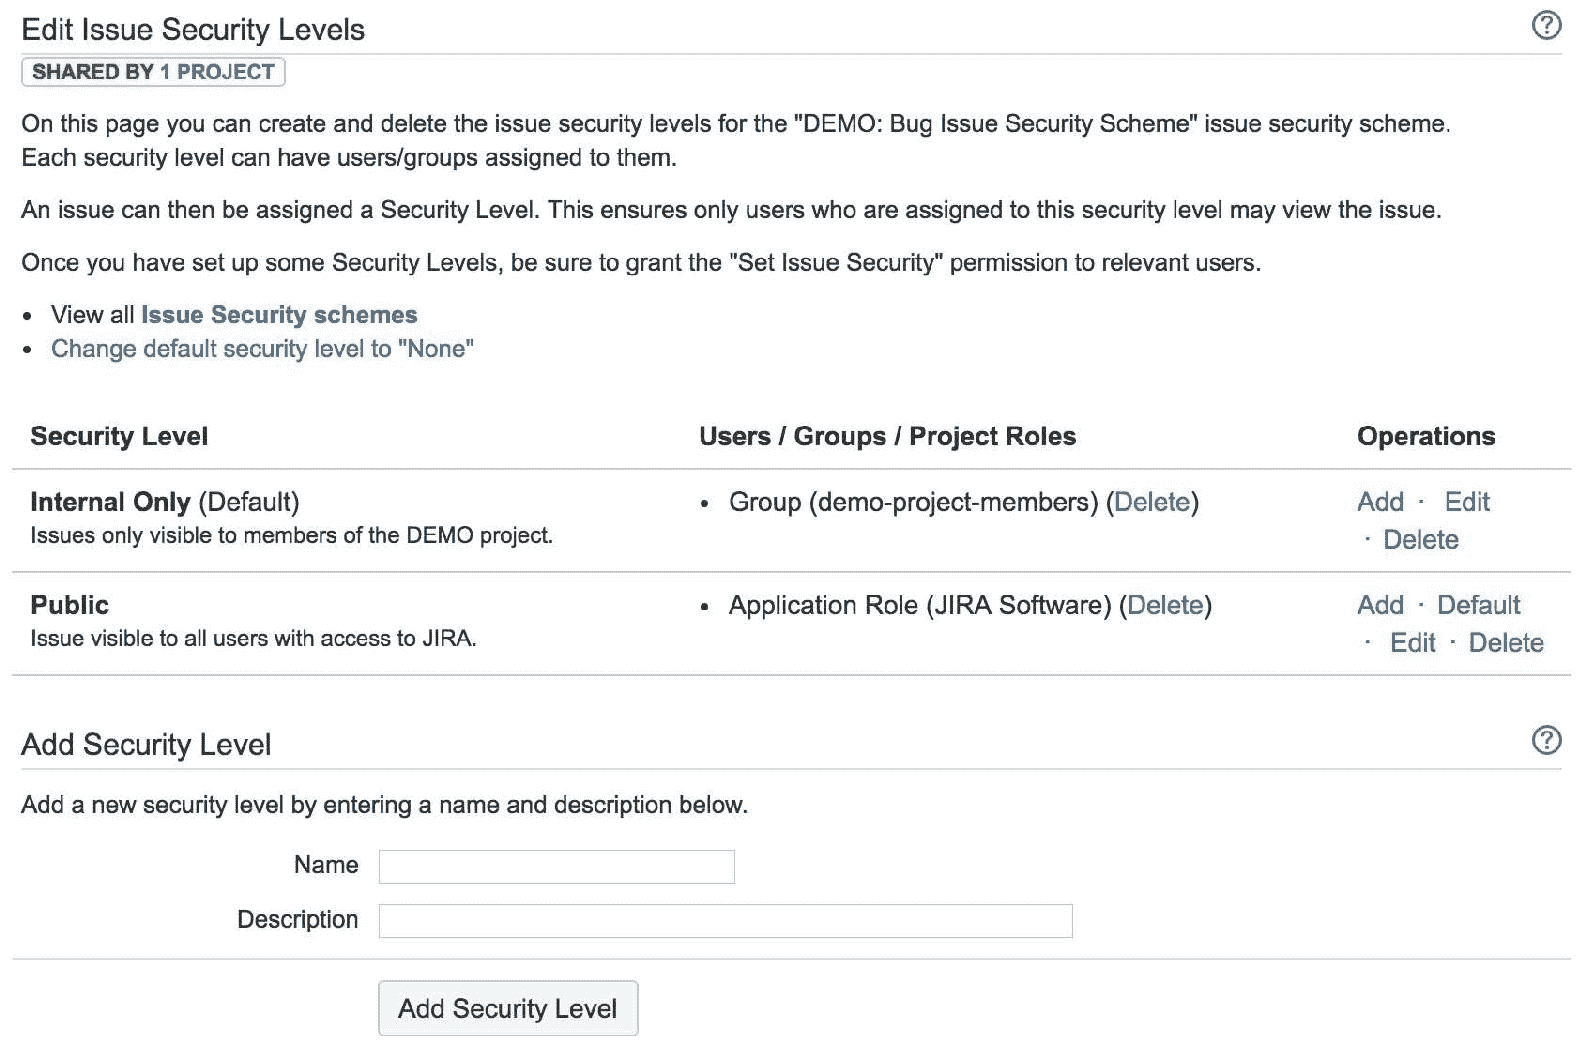 Edit Issue Security Levels
SHARED BY 1 PROJECT
On this page you can create and delete the issue security levels for the "DEMO: Bug Issue Security Scheme" issue security scheme.
Each security level can have users/groups assigned to them.
An issue can then be assigned a Security Level. This ensures only users who are assigned to this security level may view the issue.
Once you have set up some Security Levels, be sure to grant the "Set Issue Security" permission to relevant users.
• View all Issue Security schemes
• Change default security level to "None"
Security Level Users / Groups / Project Roles Operations
Internal Only (Default) • Group (demo-project-members) (Delete) Add · Edit
Issues only visible to members of the DEMO project. · Delete
Public • Application Role (JIRA Software) (Delete) Add · Default
Issue visible to all users with access to JIRA. · Edit · Delete
Add Security Level
Add a new security level by entering a name and description below.
Name
Description
Add Security Level